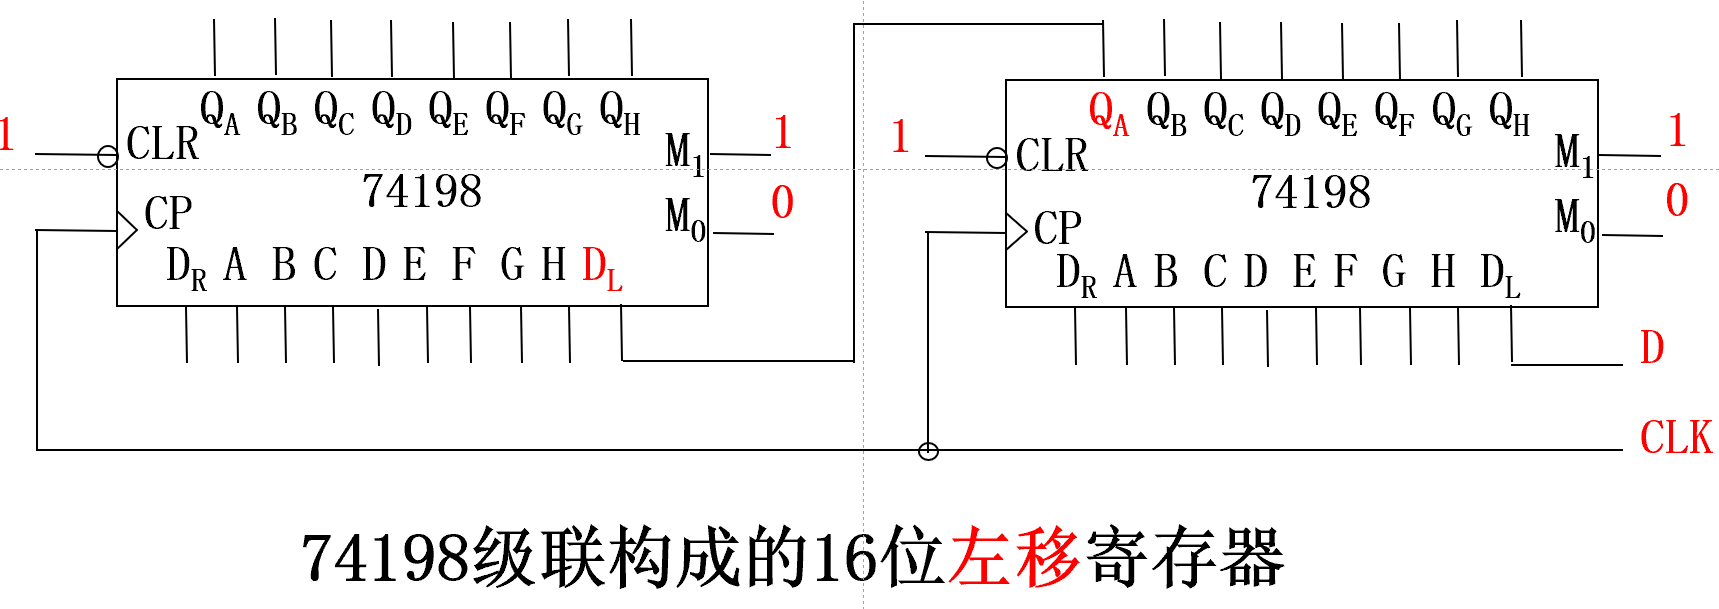 Q_A Q_B Q_C Q_D Q_E Q_F Q_G Q_H
1 CLR M_1 1
74198
CP M_0 0
D_R A B C D E F G H D_L
Q_A Q_B Q_C Q_D Q_E Q_F Q_G Q_H
1 CLR M_1 1
74198
CP M_0 0
D_R A B C D E F G H D_L
D
CLK
74198级联构成的16位左移寄存器